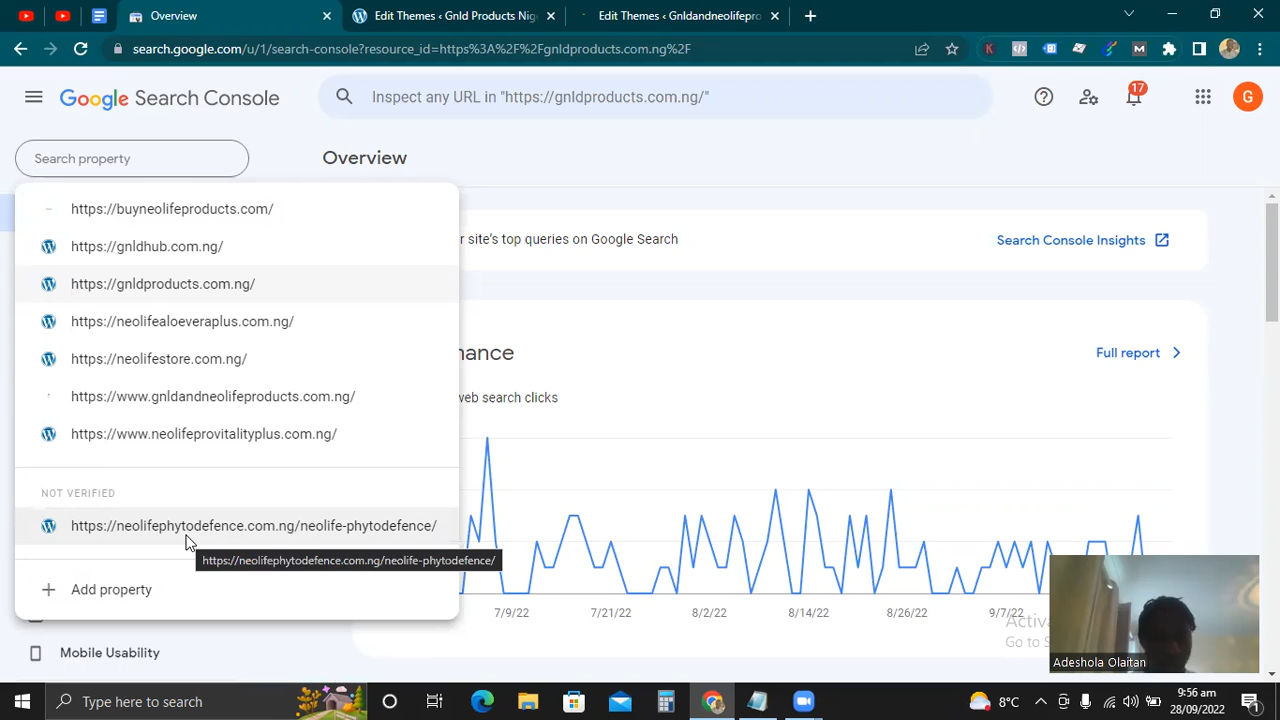 Overview
Edit Themes ‹ Gnld Products Nig
Edit Themes ‹ Gnldandneolifepro
search.google.com/u/1/search-console?resource_id=https%3A%2F%2Fgnldproducts.com.ng%2F
Google Search Console
Inspect any URL in "https://gnldproducts.com.ng/"
17
G
Search property
Overview
https://buyneolifeproducts.com/
https://gnldhub.com.ng/
r site's top queries on Google Search
Search Console Insights
https://gnldproducts.com.ng/
https://neolifealoeveraplus.com.ng/
https://neolifestore.com.ng/
mance
Full report
https://www.gnldandneolifeproducts.com.ng/
web search clicks
https://www.neolifeprovitalityplus.com.ng/
NOT VERIFIED
https://neolifephytodefence.com.ng/neolife-phytodefence/
https://neolifephytodefence.com.ng/neolife-phytodefence/
Add property
7/9/22 7/21/22 8/2/22 8/14/22 8/26/22 9/7/22
Activa
Go to S
Mobile Usability
Adeshola Olaitan
Type here to search
8°C
9:56 am
28/09/2022
1